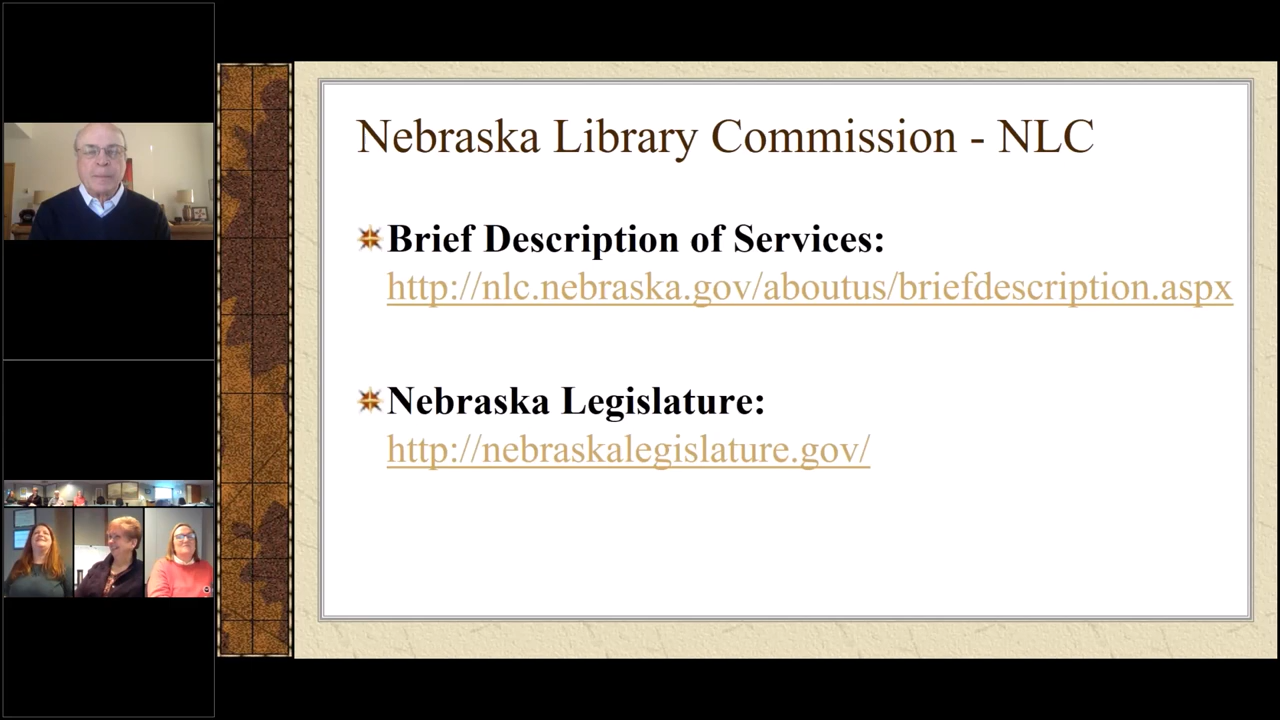 Nebraska Library Commission - NLC
Brief Description of Services:
http://nlc.nebraska.gov/aboutus/briefdescription.aspx
Nebraska Legislature:
http://nebraskalegislature.gov/